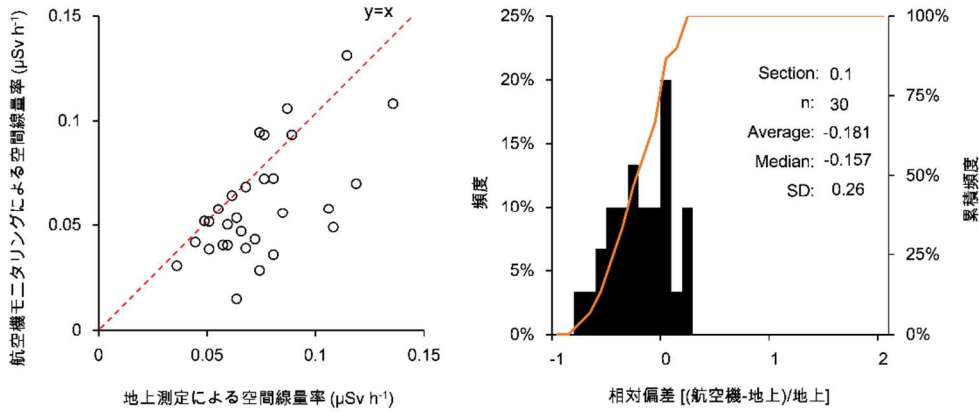 航空機モニタリングによる空間線量率 (μSv h-1)
0.15
0.1
0.05
0
y=x
0
0.05
0.1
0.15
地上測定による空間線量率 (μSv h-1)
頻度
25%
20%
15%
10%
5%
0%
Section: 0.1
n: 30
Average: -0.181
Median: -0.157
SD: 0.26
100%
75%
50%
25%
0%
累積頻度
-1
0
1
2
相対偏差 [(航空機-地上)/地上]